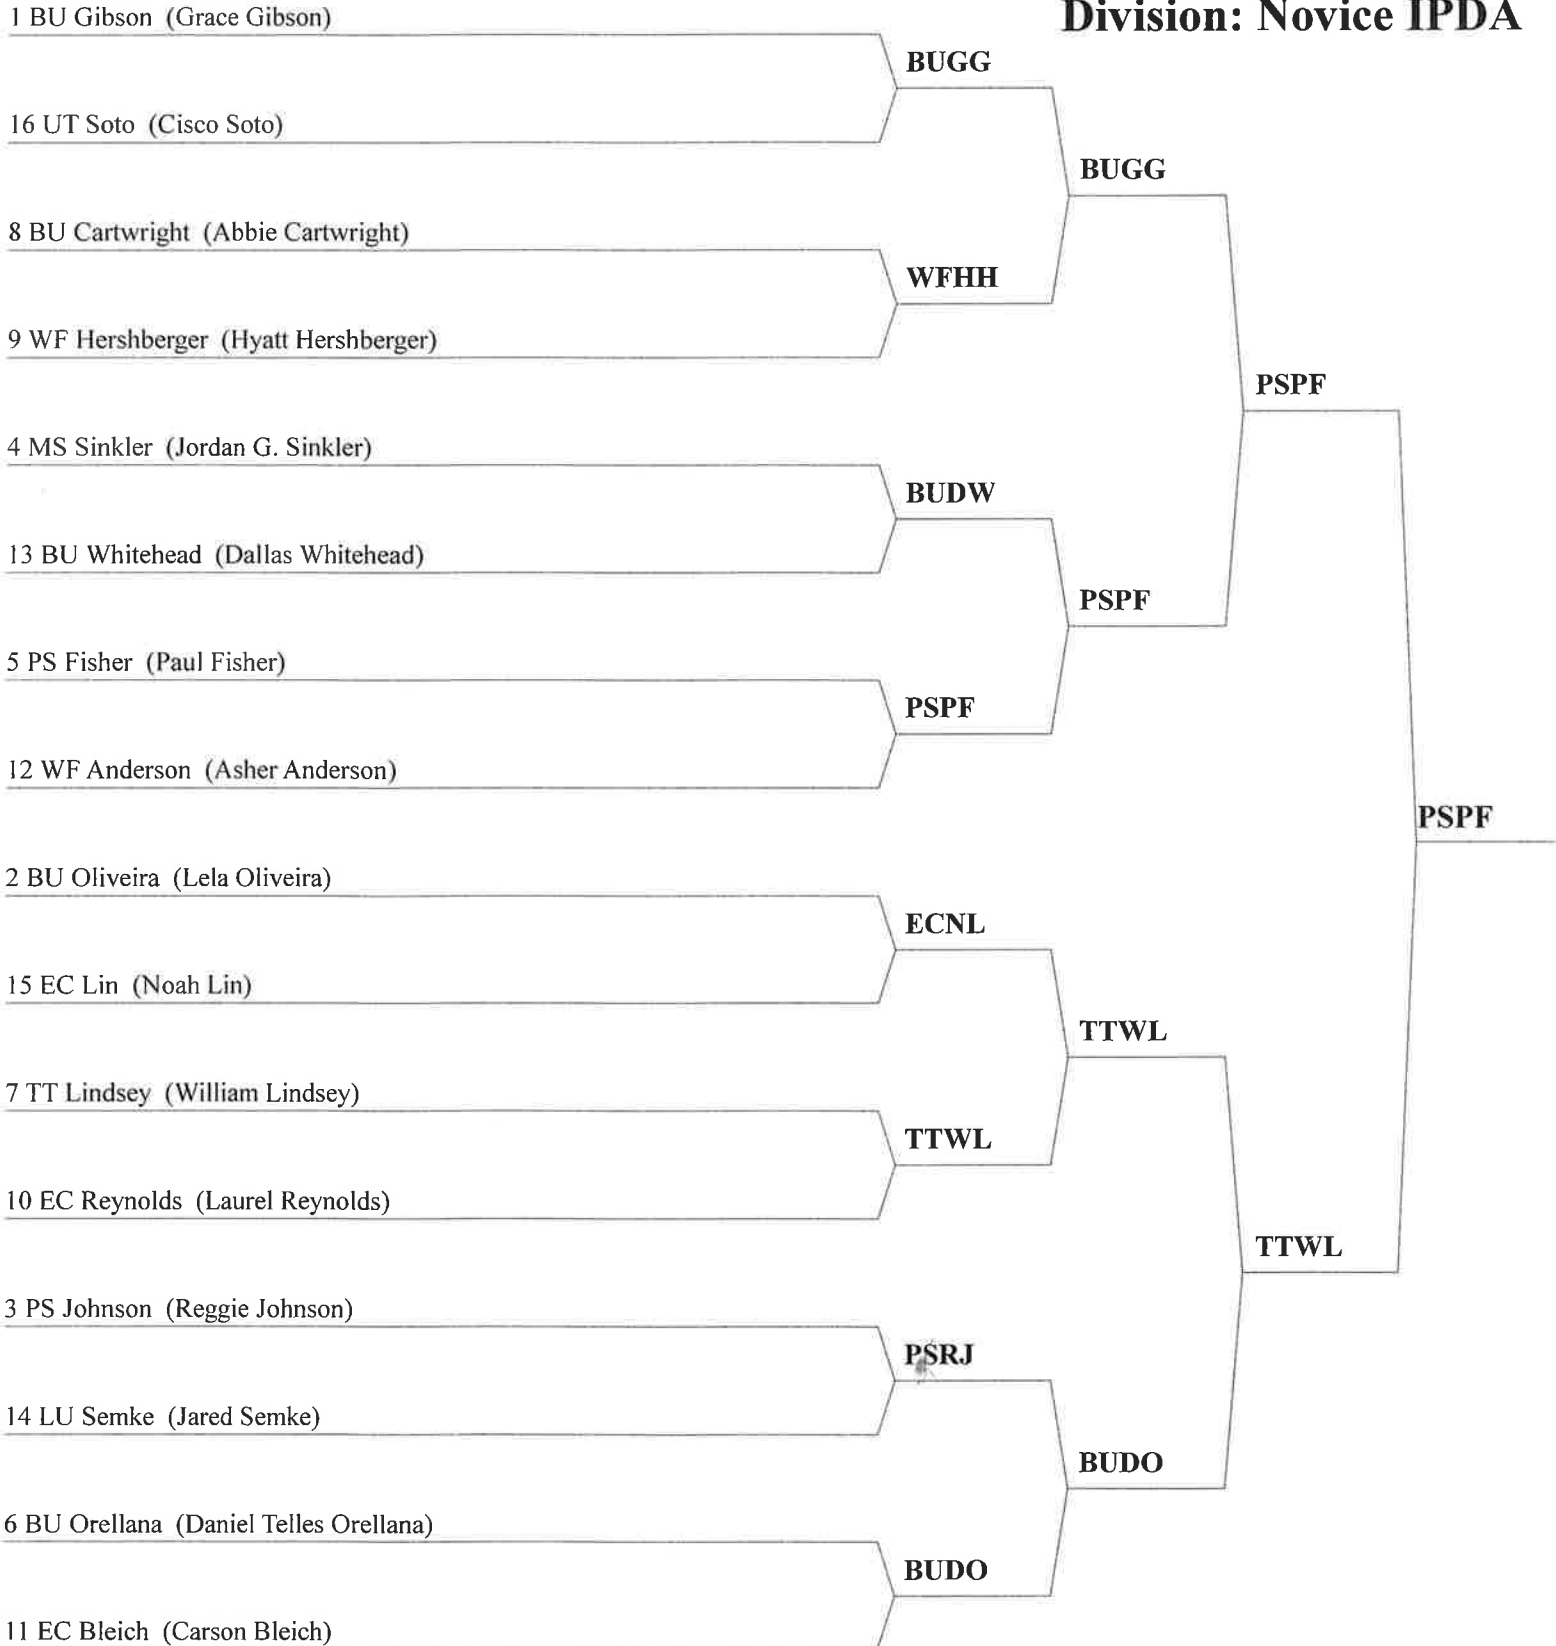 Division: Novice IPDA
1 BU Gibson (Grace Gibson)
BUGG
16 UT Soto (Cisco Soto)
BUGG
8 BU Cartwright (Abbie Cartwright)
WFHH
9 WF Hershberger (Hyatt Hershberger)
PSPF
4 MS Sinkler (Jordan G. Sinkler)
BUDW
13 BU Whitehead (Dallas Whitehead)
PSPF
5 PS Fisher (Paul Fisher)
PSPF
12 WF Anderson (Asher Anderson)
PSPF
2 BU Oliveira (Lela Oliveira)
ECNL
15 EC Lin (Noah Lin)
TTWL
7 TT Lindsey (William Lindsey)
TTWL
10 EC Reynolds (Laurel Reynolds)
TTWL
3 PS Johnson (Reggie Johnson)
PSRJ
14 LU Semke (Jared Semke)
BUDO
6 BU Orellana (Daniel Telles Orellana)
BUDO
11 EC Bleich (Carson Bleich)